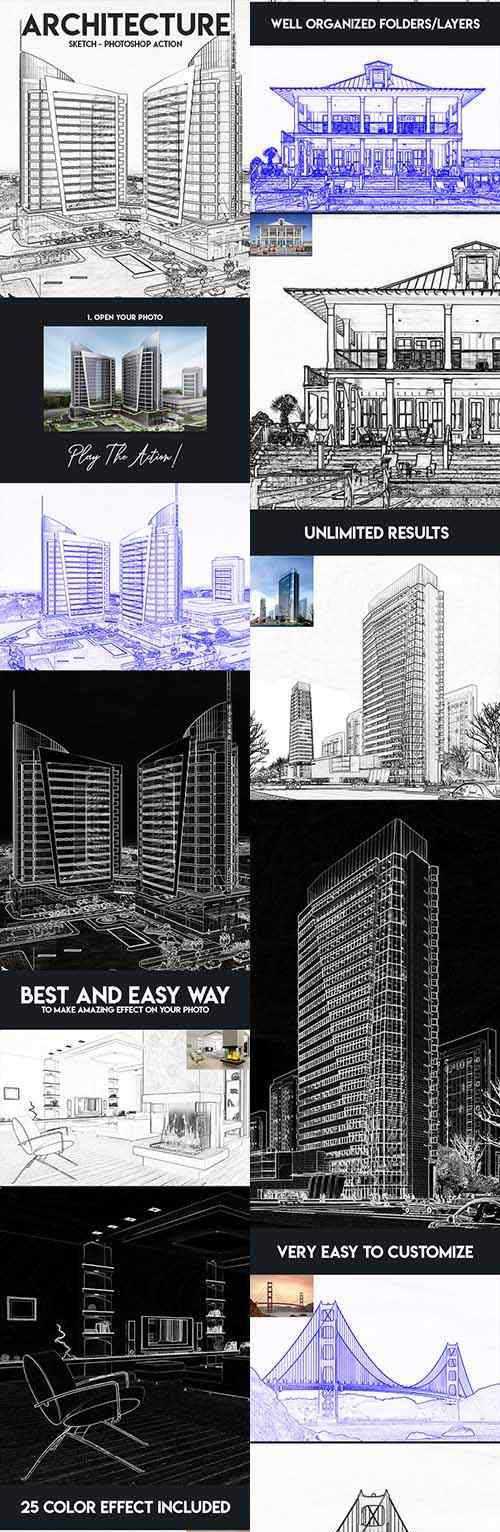 ARCHITECTURE
SKETCH - PHOTOSHOP ACTION
1. OPEN YOUR PHOTO
Play The Action!
BEST AND EASY WAY
TO MAKE AMAZING EFFECT ON YOUR PHOTO
25 COLOR EFFECT INCLUDED
WELL ORGANIZED FOLDERS/LAYERS
UNLIMITED RESULTS
VERY EASY TO CUSTOMIZE